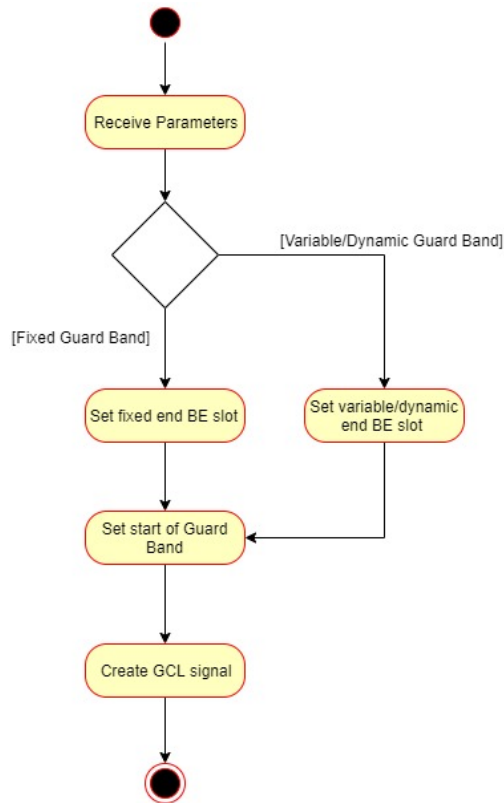 Receive Parameters
[Variable/Dynamic Guard Band]
[Fixed Guard Band]
Set fixed end BE slot
Set variable/dynamic
end BE slot
Set start of Guard
Band
Create GCL signal